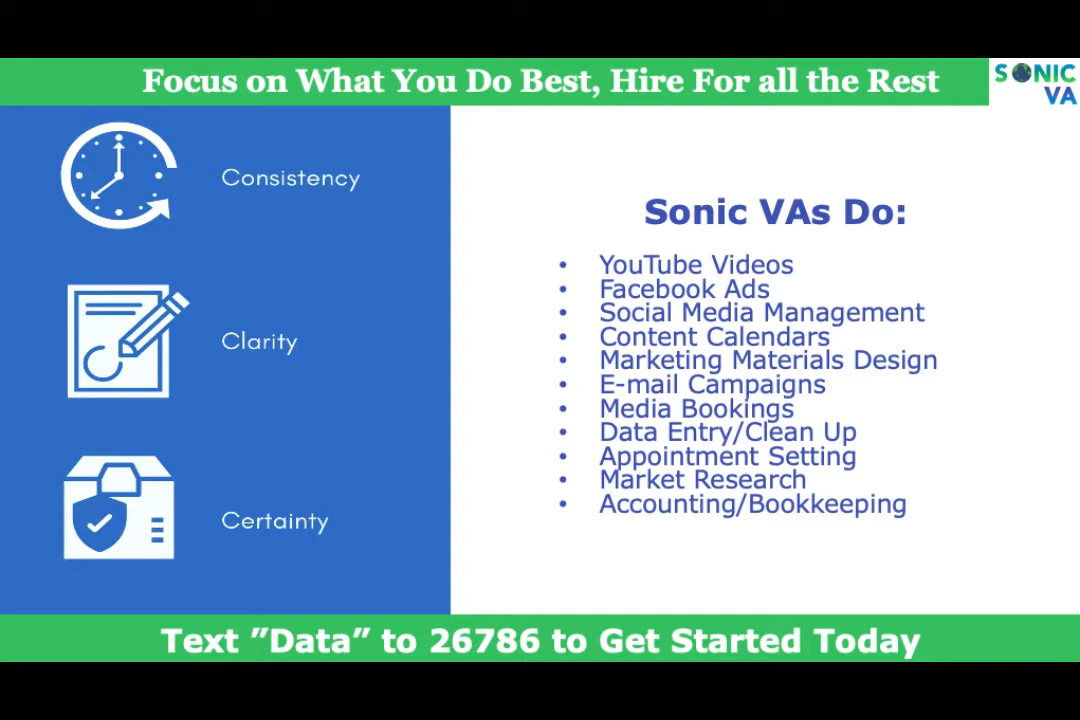 Focus on What You Do Best, Hire For all the Rest
SONIC
VA
Consistency
Clarity
Certainty
Sonic VAs Do:
• YouTube Videos
• Facebook Ads
• Social Media Management
• Content Calendars
• Marketing Materials Design
• E-mail Campaigns
• Media Bookings
• Data Entry/Clean Up
• Appointment Setting
• Market Research
• Accounting/Bookkeeping
Text ”Data” to 26786 to Get Started Today